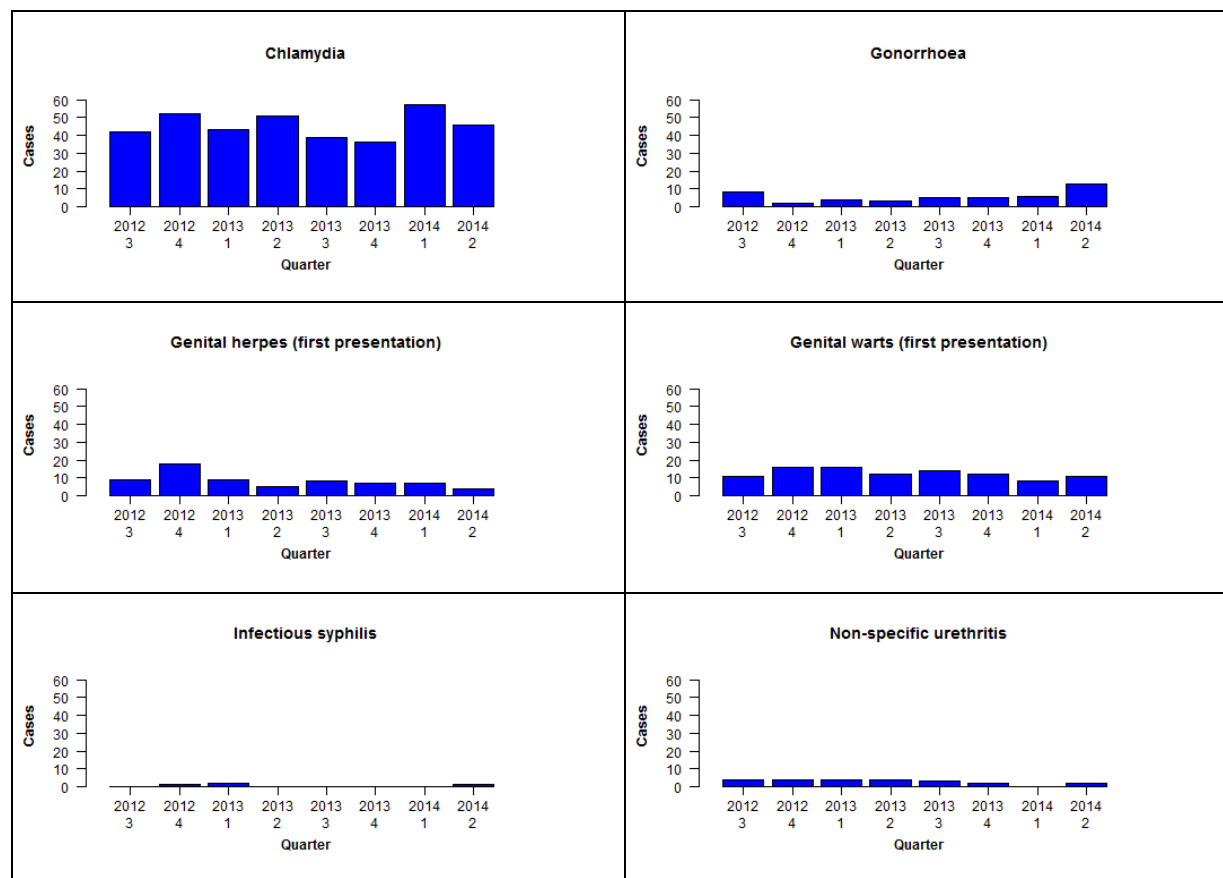 Chlamydia
Cases
60
50
40
30
20
10
0
2012 2012 2013 2013 2013 2013 2014 2014
3 4 1 2 3 4 1 2
Quarter
Gonorrhoea
Cases
60
50
40
30
20
10
0
2012 2012 2013 2013 2013 2013 2014 2014
3 4 1 2 3 4 1 2
Quarter
Genital herpes (first presentation)
Cases
60
50
40
30
20
10
0
2012 2012 2013 2013 2013 2013 2014 2014
3 4 1 2 3 4 1 2
Quarter
Genital warts (first presentation)
Cases
60
50
40
30
20
10
0
2012 2012 2013 2013 2013 2013 2014 2014
3 4 1 2 3 4 1 2
Quarter
Infectious syphilis
Cases
60
50
40
30
20
10
0
2012 2012 2013 2013 2013 2013 2014 2014
3 4 1 2 3 4 1 2
Quarter
Non-specific urethritis
Cases
60
50
40
30
20
10
0
2012 2012 2013 2013 2013 2013 2014 2014
3 4 1 2 3 4 1 2
Quarter